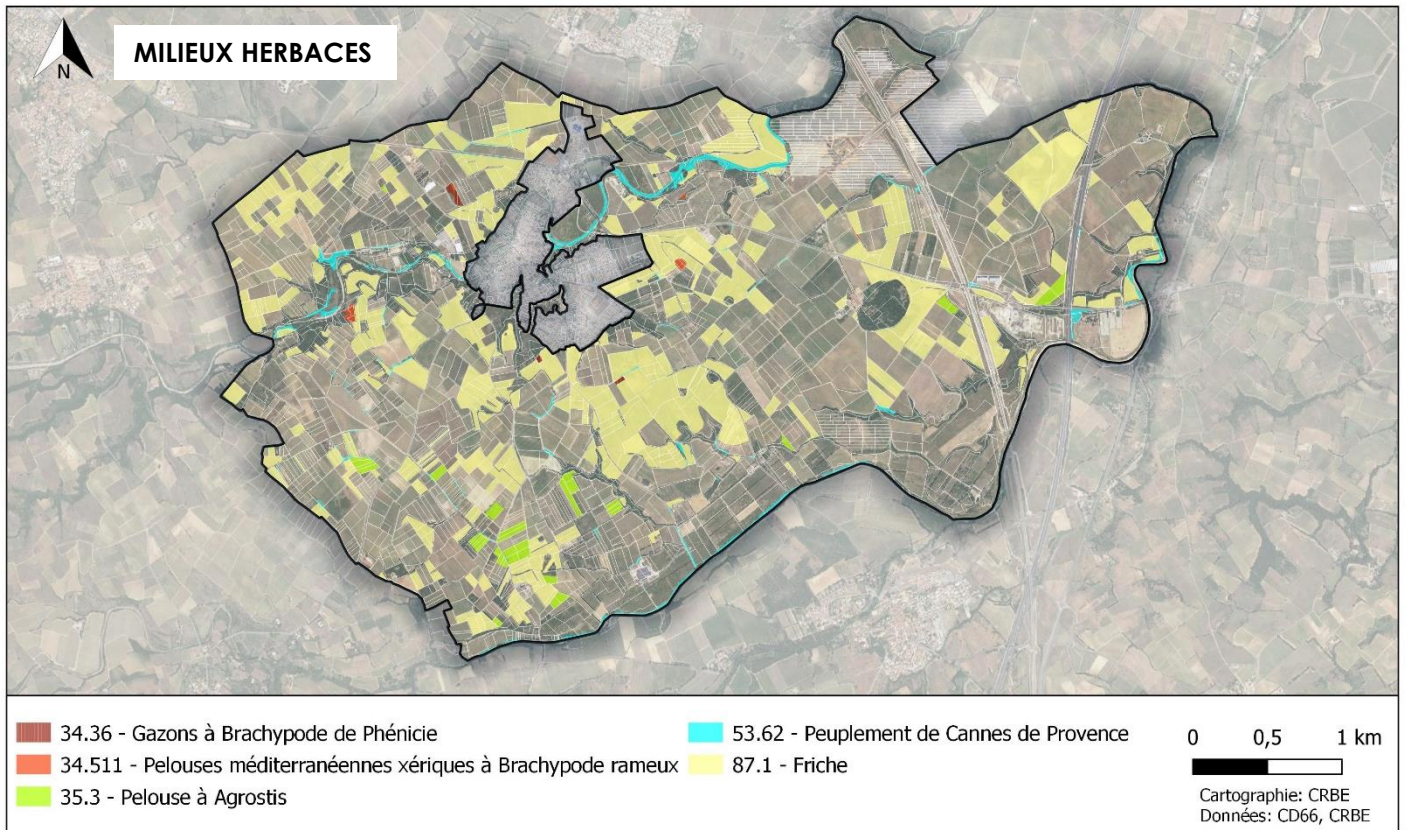 MILIEUX HERBACES
N
34.36 - Gazons à Brachypode de Phénicie
34.511 - Pelouses méditerranéennes xériques à Brachypode rameux
35.3 - Pelouse à Agrostis
53.62 - Peuplement de Cannes de Provence
87.1 - Friche
0 0,5 1 km
Cartographie: CRBE
Données: CD66, CRBE